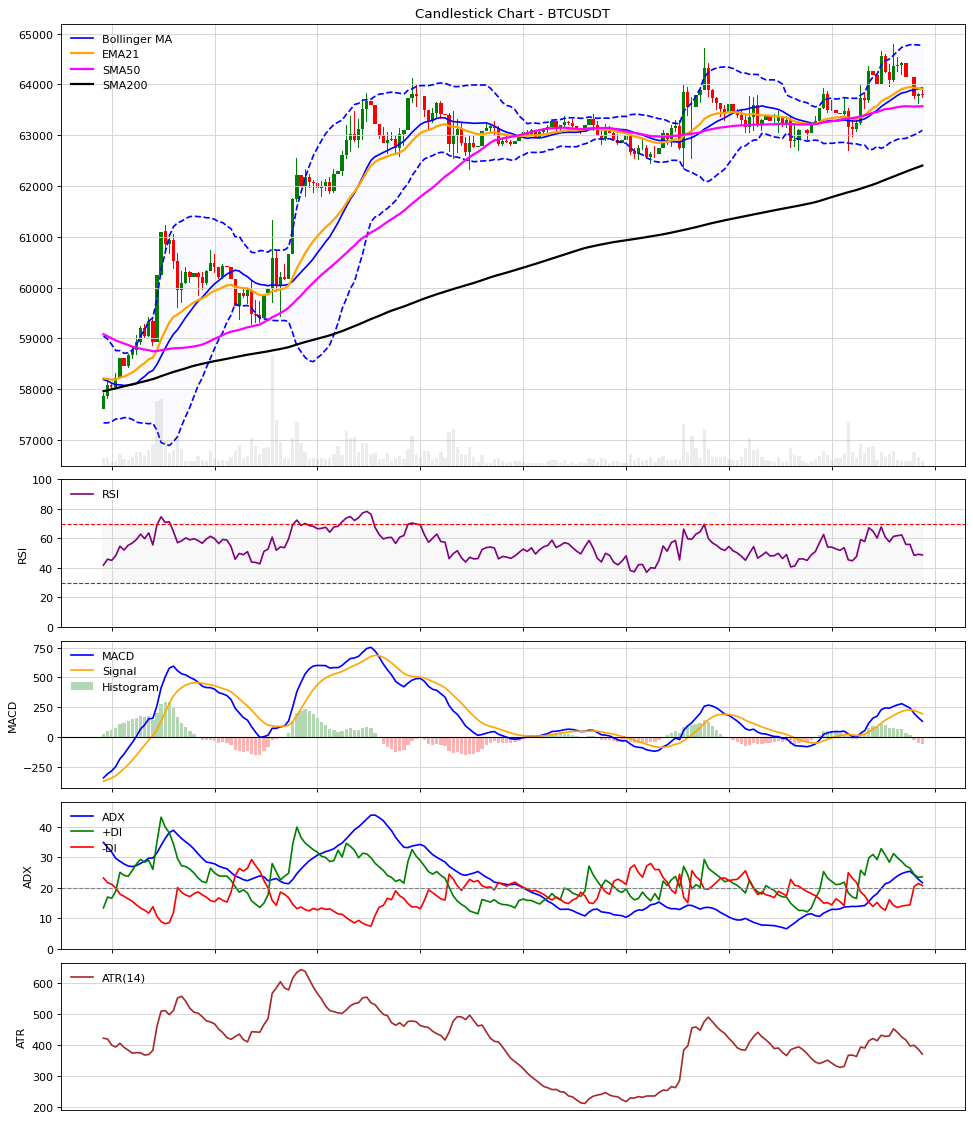 Candlestick Chart - BTCUSDT
65000
64000
63000
62000
61000
60000
59000
58000
57000
Bollinger MA
EMA21
SMA50
SMA200
100
80
60
40
20
0
RSI
RSI
750
500
250
0
−250
MACD
MACD
Signal
Histogram
40
30
20
10
0
ADX
ADX
+DI
-DI
600
500
400
300
200
ATR
ATR(14)